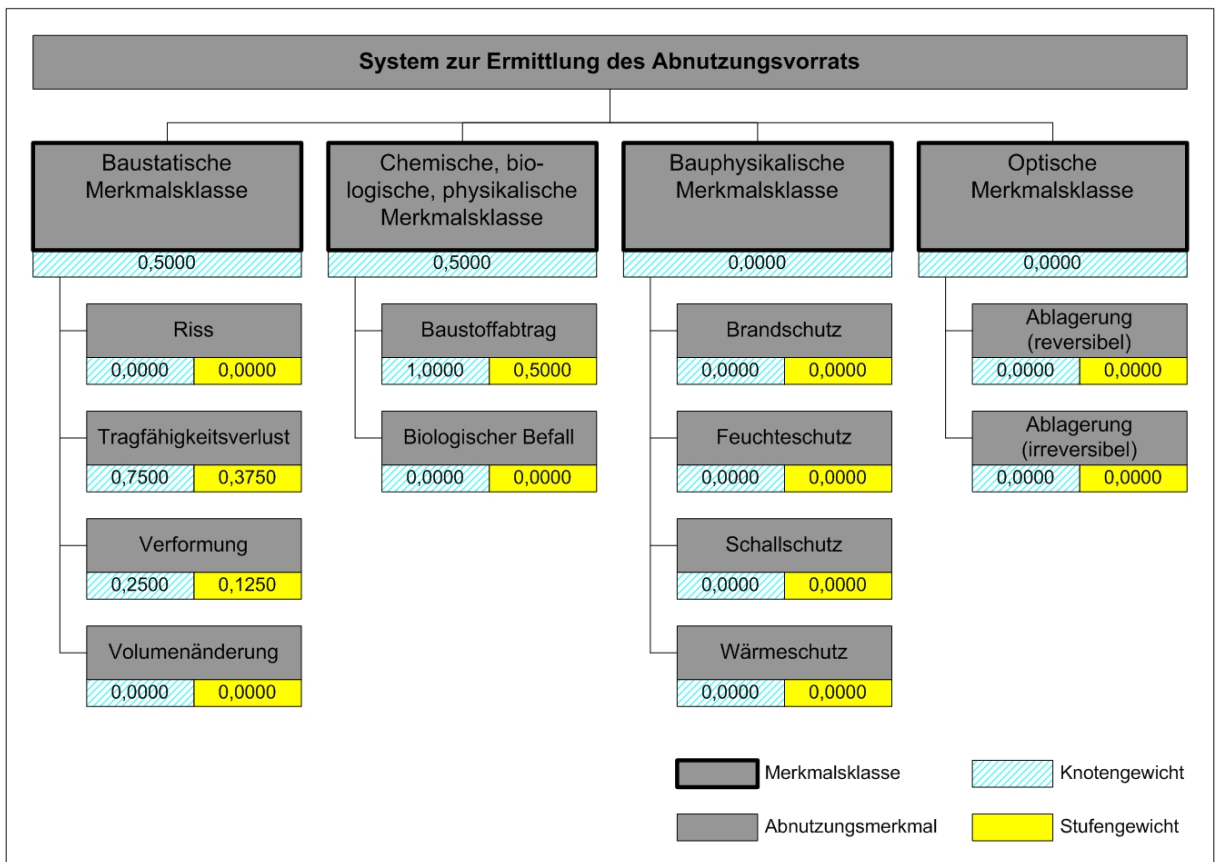 System zur Ermittlung des Abnutzungsvorrats
Baustatische
Merkmalsklasse
0,5000
Riss
0,0000 0,0000
Tragfähigkeitsverlust
0,7500 0,3750
Verformung
0,2500 0,1250
Volumenänderung
0,0000 0,0000
Chemische, bio-
logische, physikalische
Merkmalsklasse
0,5000
Baustoffabtrag
1,0000 0,5000
Biologischer Befall
0,0000 0,0000
Bauphysikalische
Merkmalsklasse
0,0000
Brandschutz
0,0000 0,0000
Feuchteschutz
0,0000 0,0000
Schallschutz
0,0000 0,0000
Wärmeschutz
0,0000 0,0000
Optische
Merkmalsklasse
0,0000
Ablagerung
(reversibel)
0,0000 0,0000
Ablagerung
(irreversibel)
0,0000 0,0000
Merkmalsklasse
Knotengewicht
Abnutzungsmerkmal
Stufengewicht